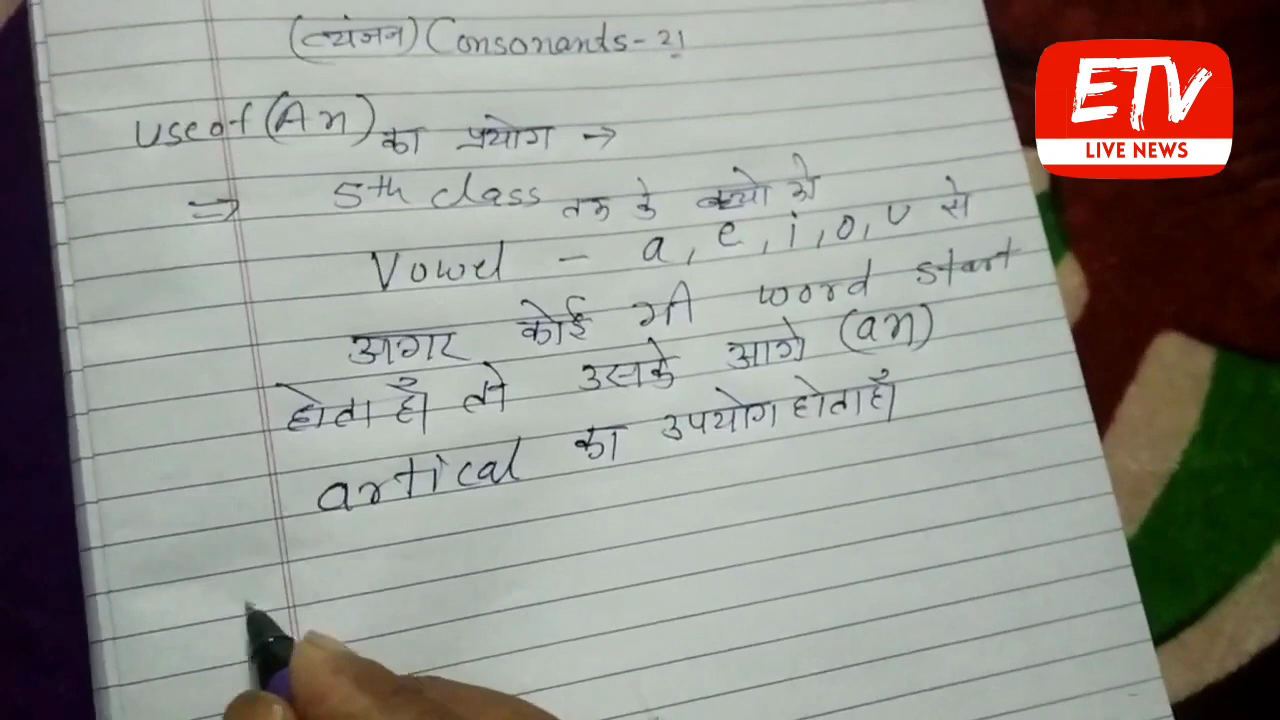 (व्यंजन) Consonants - 21
use of (An) का प्रयोग →
⇒ 5th class तक के बच्चो को
Vowel - a, e, i, o, u से
अगर कोई भी word start
होता हैं तो उसके आगे (an)
artical का उपयोग होता हैं।
ETV
LIVE NEWS